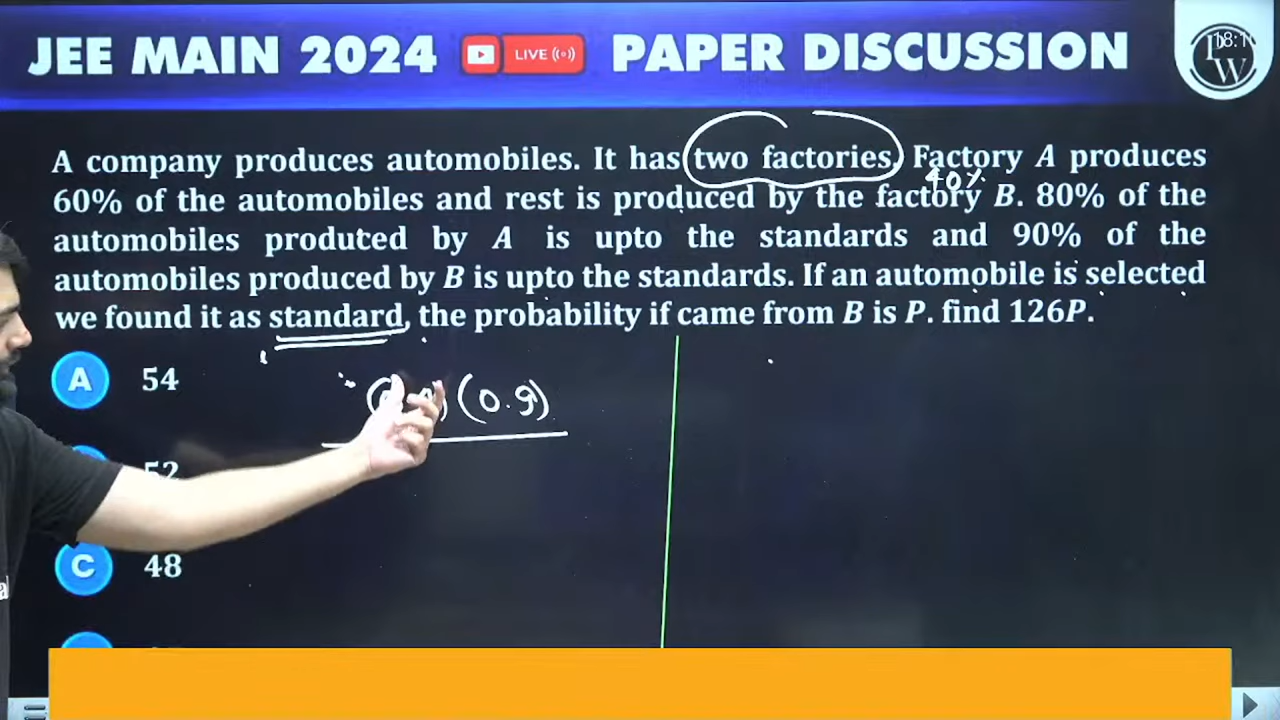 JEE MAIN 2024 LIVE PAPER DISCUSSION
18:1
W
A company produces automobiles. It has two factories. Factory A produces
40%
60% of the automobiles and rest is produced by the factory B. 80% of the
automobiles produced by A is upto the standards and 90% of the
automobiles produced by B is upto the standards. If an automobile is selected
we found it as standard, the probability if came from B is P. find 126P.
A 54
(0.9)
52
C 48